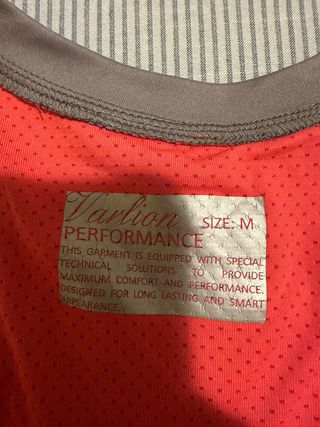 Varlion SIZE: M
PERFORMANCE
THIS GARMENT IS EQUIPPED WITH SPECIAL
TECHNICAL SOLUTIONS TO PROVIDE
MAXIMUM COMFORT AND PERFORMANCE.
DESIGNED FOR LONG LASTING AND SMART
APPEARANCE.